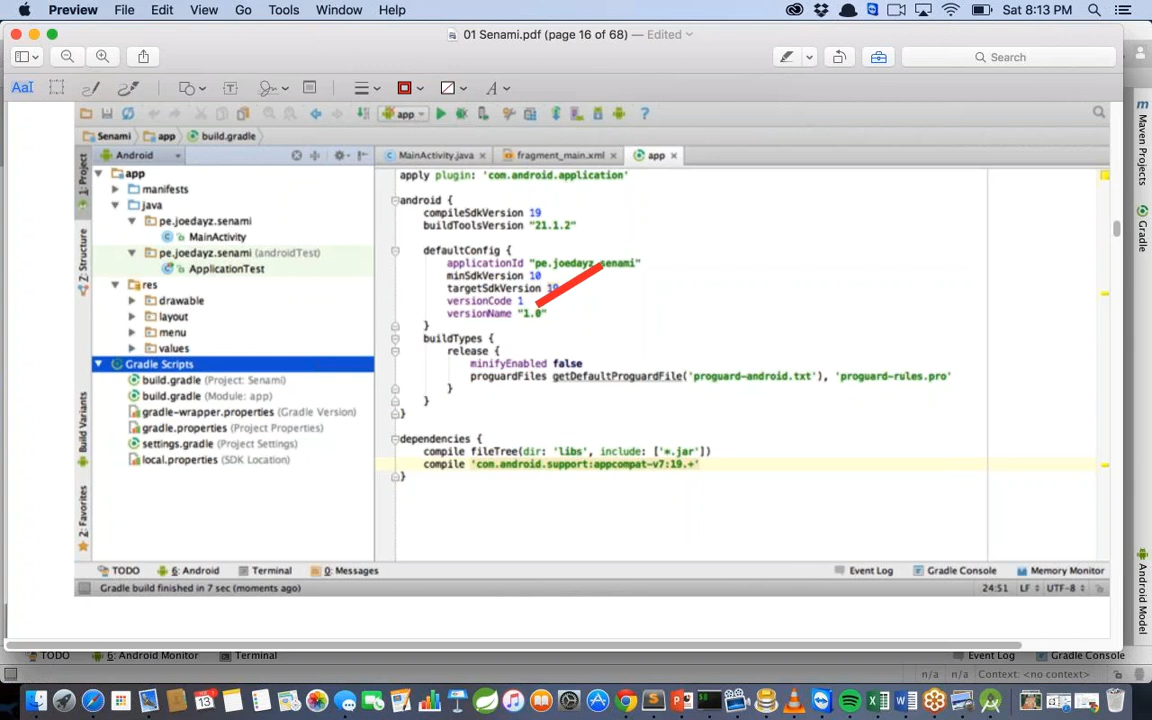 Preview File Edit View Go Tools Window Help Sat 8:13 PM
01 Senami.pdf (page 16 of 68) — Edited
Search
AaI T A
app ?
Senami app build.gradle
1: Project
Android
MainActivity.java × fragment_main.xml × app ×
app
manifests
java
pe.joedayz.senami
MainActivity
pe.joedayz.senami (androidTest)
ApplicationTest
res
drawable
layout
menu
values
Gradle Scripts
build.gradle (Project: Senami)
build.gradle (Module: app)
gradle-wrapper.properties (Gradle Version)
gradle.properties (Project Properties)
settings.gradle (Project Settings)
local.properties (SDK Location)
Z: Structure
Build Variants
2: Favorites
apply plugin: 'com.android.application'
android {
compileSdkVersion 19
buildToolsVersion "21.1.2"
defaultConfig {
applicationId "pe.joedayz.senami"
minSdkVersion 10
targetSdkVersion 19
versionCode 1
versionName "1.0"
}
buildTypes {
release {
minifyEnabled false
proguardFiles getDefaultProguardFile('proguard-android.txt'), 'proguard-rules.pro'
}
}
}
dependencies {
compile fileTree(dir: 'libs', include: ['*.jar'])
compile 'com.android.support:appcompat-v7:19.+'
}
TODO 6: Android Terminal 0: Messages Event Log Gradle Console Memory Monitor
Gradle build finished in 7 sec (moments ago) 24:51 LF UTF-8
m Maven Projects
Gradle
Android Model
TODO 6: Android Monitor Terminal Event Log Gradle Console
n/a n/a Context: <no context>
13